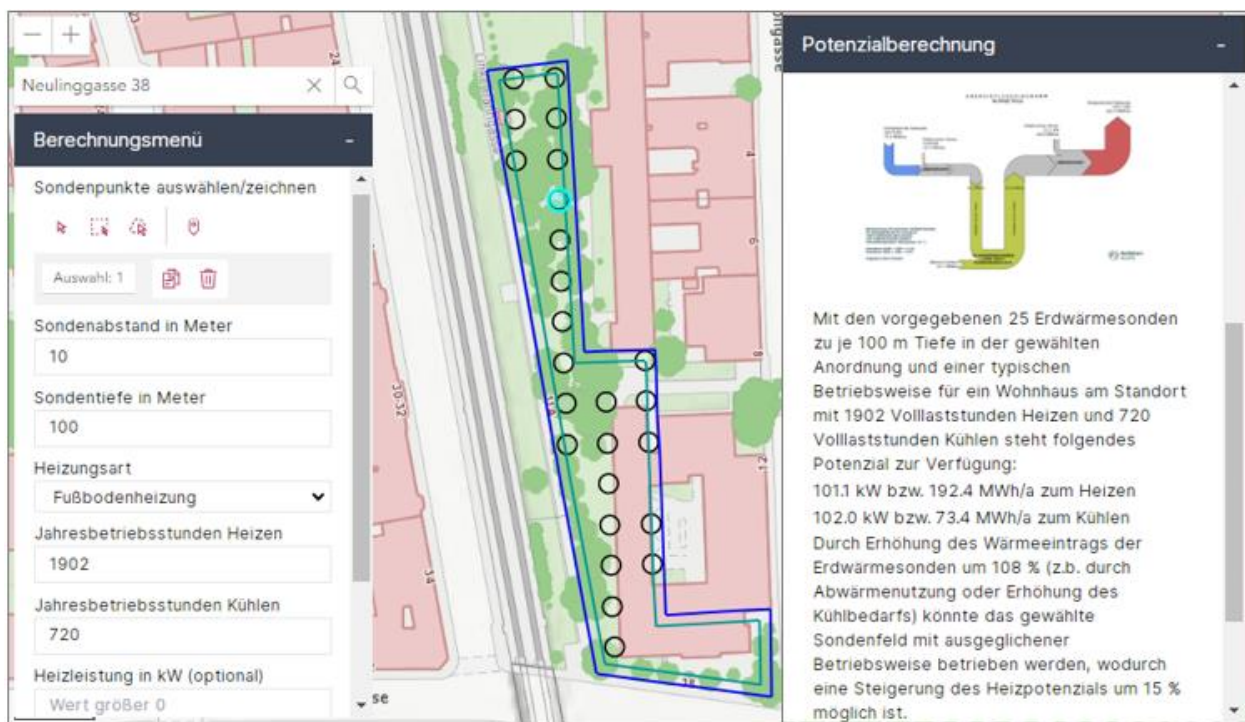 Neulinggasse 38
Berechnungsmenü
-
Sondenpunkte auswählen/zeichnen
Auswahl: 1
Sondenabstand in Meter
10
Sondentiefe in Meter
100
Heizungsart
Fußbodenheizung
Jahresbetriebsstunden Heizen
1902
Jahresbetriebsstunden Kühlen
720
Heizleistung in kW (optional)
Wert größer 0
24
30-32
34
11A
38
4
6
8
12
ongasse
sse
Potenzialberechnung
-
Mit den vorgegebenen 25 Erdwärmesonden
zu je 100 m Tiefe in der gewählten
Anordnung und einer typischen
Betriebsweise für ein Wohnhaus am Standort
mit 1902 Volllaststunden Heizen und 720
Volllaststunden Kühlen steht folgendes
Potenzial zur Verfügung:
101.1 kW bzw. 192.4 MWh/a zum Heizen
102.0 kW bzw. 73.4 MWh/a zum Kühlen
Durch Erhöhung des Wärmeeintrags der
Erdwärmesonden um 108 % (z.b. durch
Abwärmenutzung oder Erhöhung des
Kühlbedarfs) könnte das gewählte
Sondenfeld mit ausgeglichener
Betriebsweise betrieben werden, wodurch
eine Steigerung des Heizpotenzials um 15 %
möglich ist.